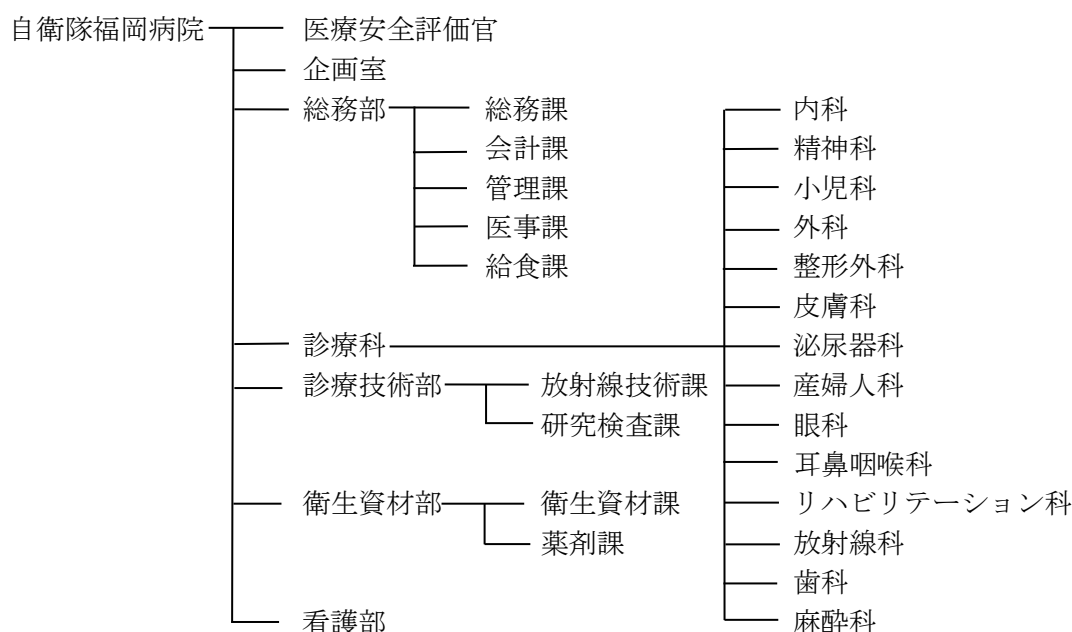 自衛隊福岡病院 医療安全評価官
企画室
総務部 総務課 内科
会計課 精神科
管理課 小児科
医事課 外科
給食課 整形外科
皮膚科
診療科 泌尿器科
診療技術部 放射線技術課 産婦人科
研究検査課 眼科
耳鼻咽喉科
衛生資材部 衛生資材課 リハビリテーション科
薬剤課 放射線科
歯科
看護部 麻酔科